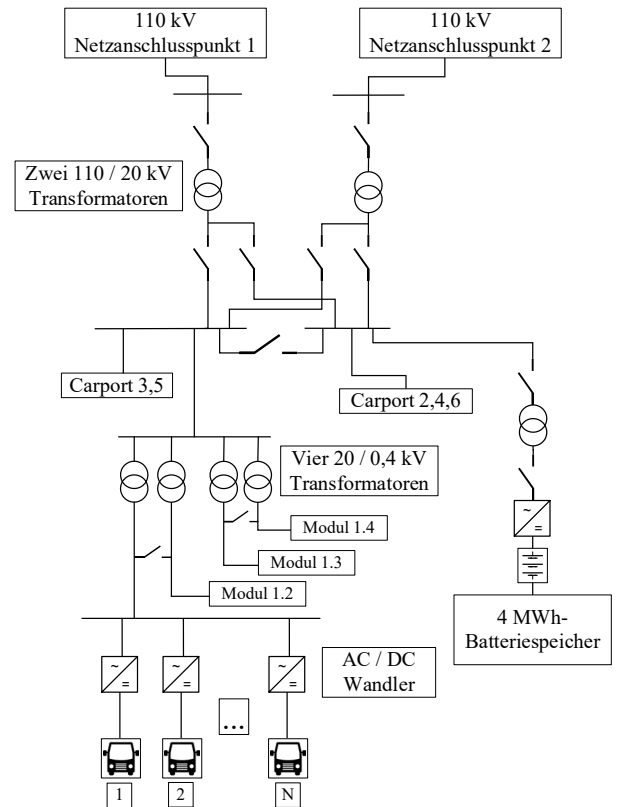 110 kV
Netzanschlusspunkt 1
110 kV
Netzanschlusspunkt 2
Zwei 110 / 20 kV
Transformatoren
Carport 3,5
Carport 2,4,6
Vier 20 / 0,4 kV
Transformatoren
Modul 1.4
Modul 1.3
Modul 1.2
~
=
4 MWh-
Batteriespeicher
~
=
~
=
~
=
AC / DC
Wandler
...
1
2
N